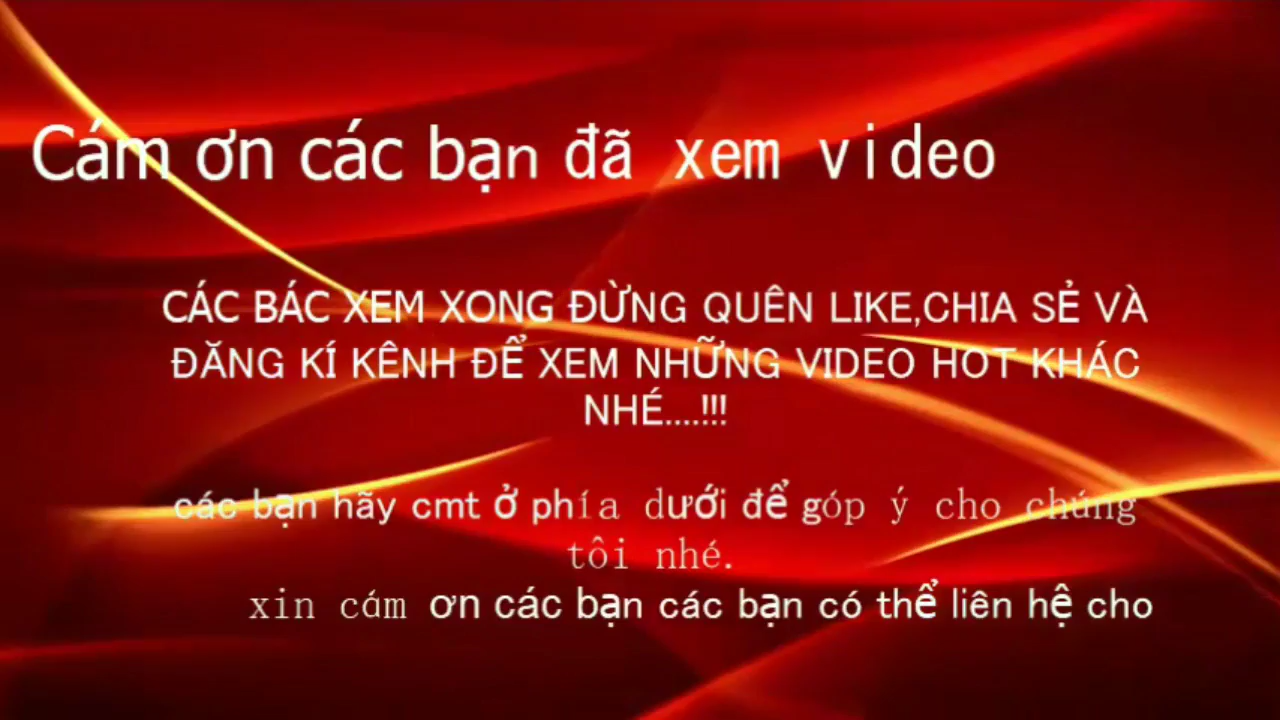 Cám ơn các bạn đã xem video
CÁC BÁC XEM XONG ĐỪNG QUÊN LIKE,CHIA SẺ VÀ
ĐĂNG KÍ KÊNH ĐỂ XEM NHỮNG VIDEO HOT KHÁC
NHÉ....!!!
các bạn hãy cmt ở phía dưới để góp ý cho chúng
tôi nhé.
xin cám ơn các bạn các bạn có thể liên hệ cho